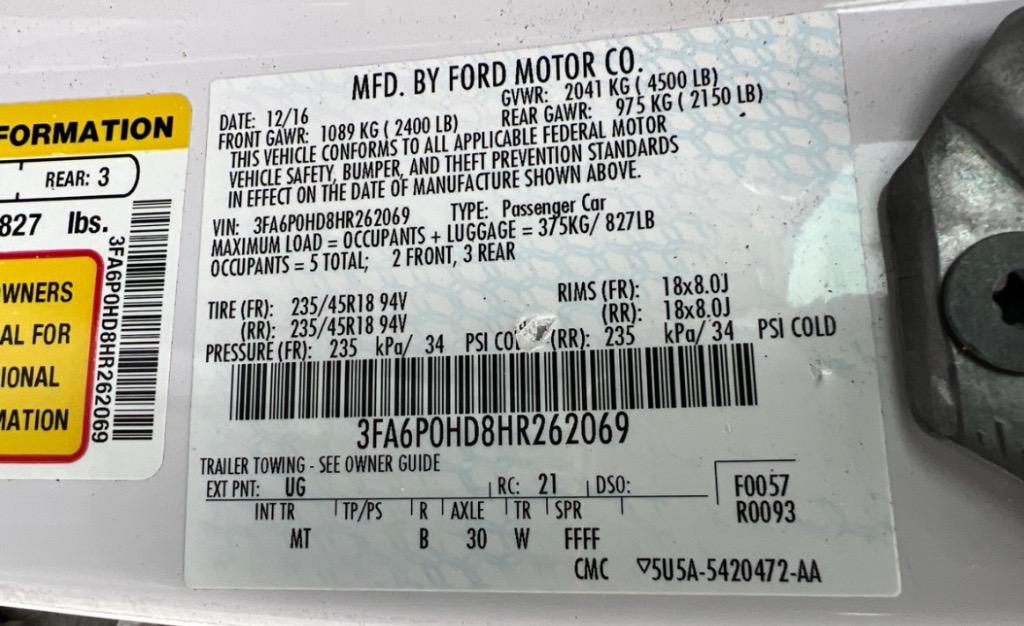 FORMATION
REAR: 3
827 lbs.
3FA6P0HD8HR262069
OWNERS
AL FOR
IONAL
MATION
MFD. BY FORD MOTOR CO.
DATE: 12/16 GVWR: 2041 KG ( 4500 LB)
FRONT GAWR: 1089 KG ( 2400 LB) REAR GAWR: 975 KG ( 2150 LB)
THIS VEHICLE CONFORMS TO ALL APPLICABLE FEDERAL MOTOR
VEHICLE SAFETY, BUMPER, AND THEFT PREVENTION STANDARDS
IN EFFECT ON THE DATE OF MANUFACTURE SHOWN ABOVE.
VIN: 3FA6P0HD8HR262069 TYPE: Passenger Car
MAXIMUM LOAD = OCCUPANTS + LUGGAGE = 375KG/ 827LB
OCCUPANTS = 5 TOTAL; 2 FRONT, 3 REAR
TIRE (FR): 235/45R18 94V RIMS (FR): 18x8.0J
(RR): 235/45R18 94V (RR): 18x8.0J
PRESSURE (FR): 235 kPa/ 34 PSI CO (RR): 235 kPa/ 34 PSI COLD
3FA6P0HD8HR262069
TRAILER TOWING - SEE OWNER GUIDE
EXT PNT: UG RC: 21 DSO: F0057
INT TR TP/PS R AXLE TR SPR R0093
MT B 30 W FFFF
CMC ▽5U5A-5420472-AA